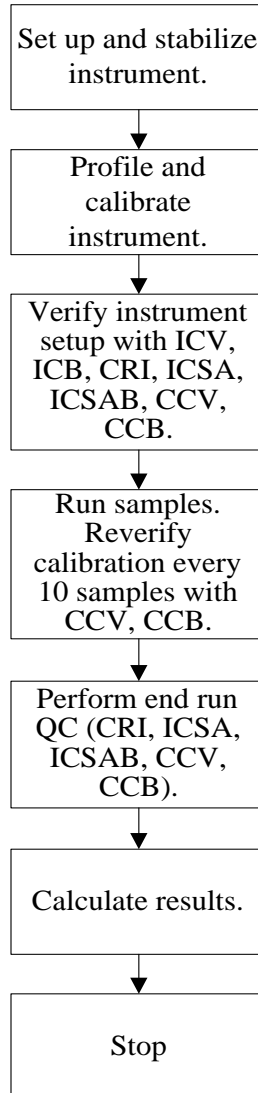 Set up and stabilize
instrument.
Profile and
calibrate
instrument.
Verify instrument
setup with ICV,
ICB, CRI, ICSA,
ICSAB, CCV,
CCB.
Run samples.
Reverify
calibration every
10 samples with
CCV, CCB.
Perform end run
QC (CRI, ICSA,
ICSAB, CCV,
CCB).
Calculate results.
Stop